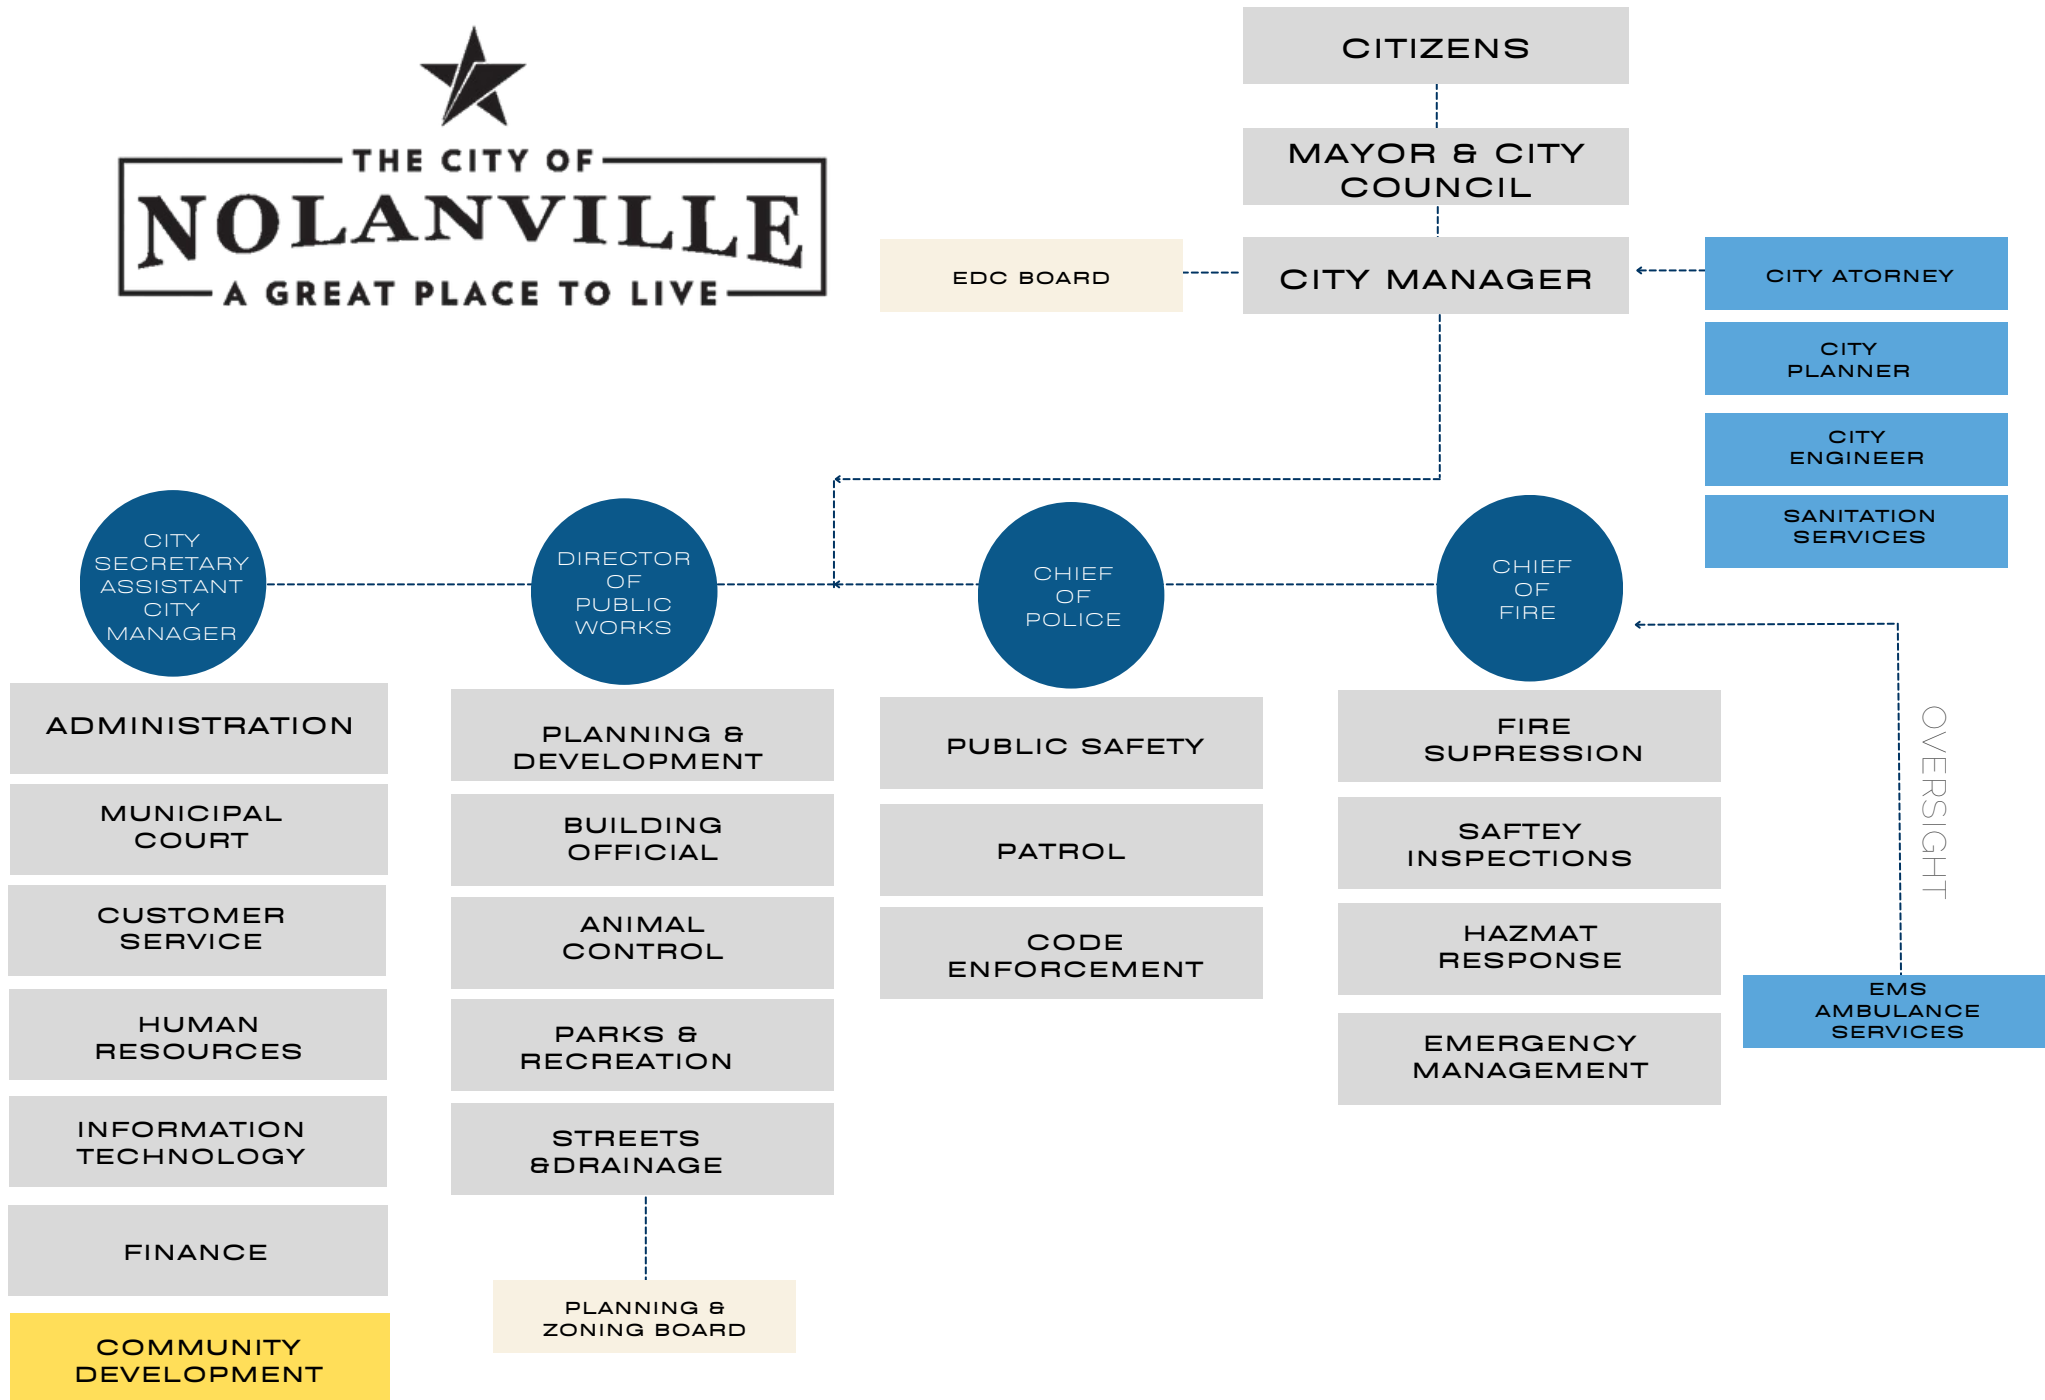 THE CITY OF
NOLANVILLE
A GREAT PLACE TO LIVE
CITIZENS
MAYOR & CITY
COUNCIL
EDC BOARD
CITY MANAGER
CITY ATORNEY
CITY
PLANNER
CITY
ENGINEER
SANITATION
SERVICES
CITY
SECRETARY
ASSISTANT
CITY
MANAGER
DIRECTOR
OF
PUBLIC
WORKS
CHIEF
OF
POLICE
CHIEF
OF
FIRE
ADMINISTRATION
MUNICIPAL
COURT
CUSTOMER
SERVICE
HUMAN
RESOURCES
INFORMATION
TECHNOLOGY
FINANCE
COMMUNITY
DEVELOPMENT
PLANNING &
DEVELOPMENT
BUILDING
OFFICIAL
ANIMAL
CONTROL
PARKS &
RECREATION
STREETS
&DRAINAGE
PLANNING &
ZONING BOARD
PUBLIC SAFETY
PATROL
CODE
ENFORCEMENT
FIRE
SUPRESSION
SAFTEY
INSPECTIONS
HAZMAT
RESPONSE
EMERGENCY
MANAGEMENT
OVERSIGHT
EMS
AMBULANCE
SERVICES